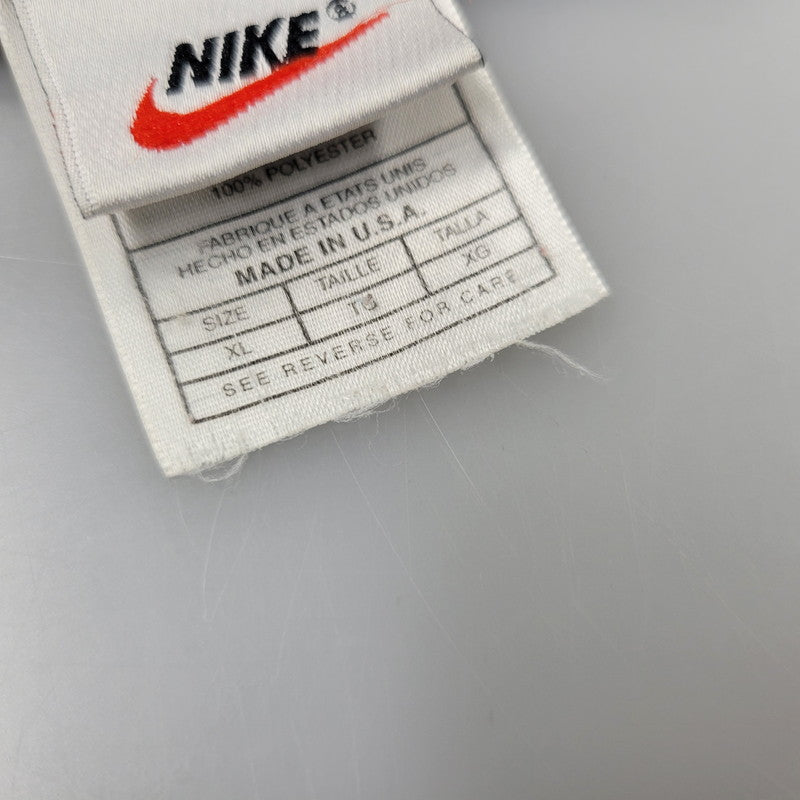 NIKE®
100% POLYESTER
FABRIQUE A ETATS UNIS
HECHO EN ESTADOS UNIDOS
MADE IN U.S.A.
SIZE TAILLE TALLA
XL TG XG
SEE REVERSE FOR CARE